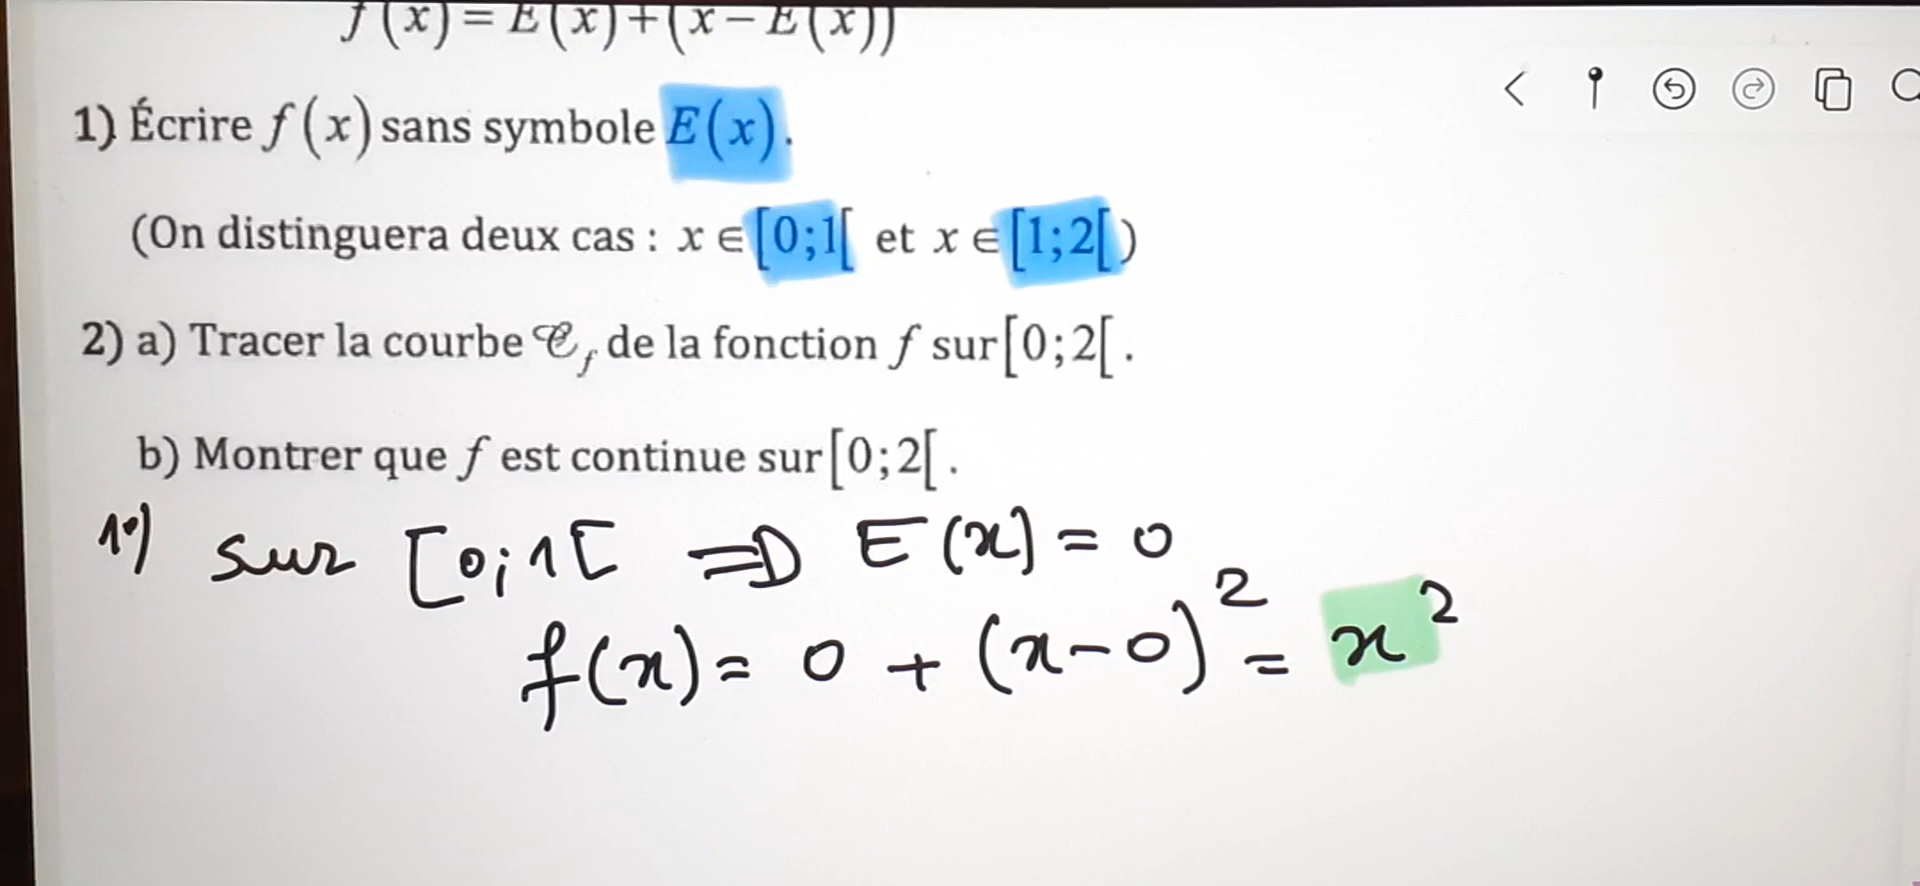 f(x) = E(x) + (x − E(x))
1) Écrire f(x) sans symbole E(x).
(On distinguera deux cas : x ∈ [0;1[ et x ∈ [1;2[)
2) a) Tracer la courbe 𝒞f de la fonction f sur [0;2[.
b) Montrer que f est continue sur [0;2[.
1°) sur [0;1[ ⇒ E(x) = 0
f(x) = 0 + (x−0)² = x²